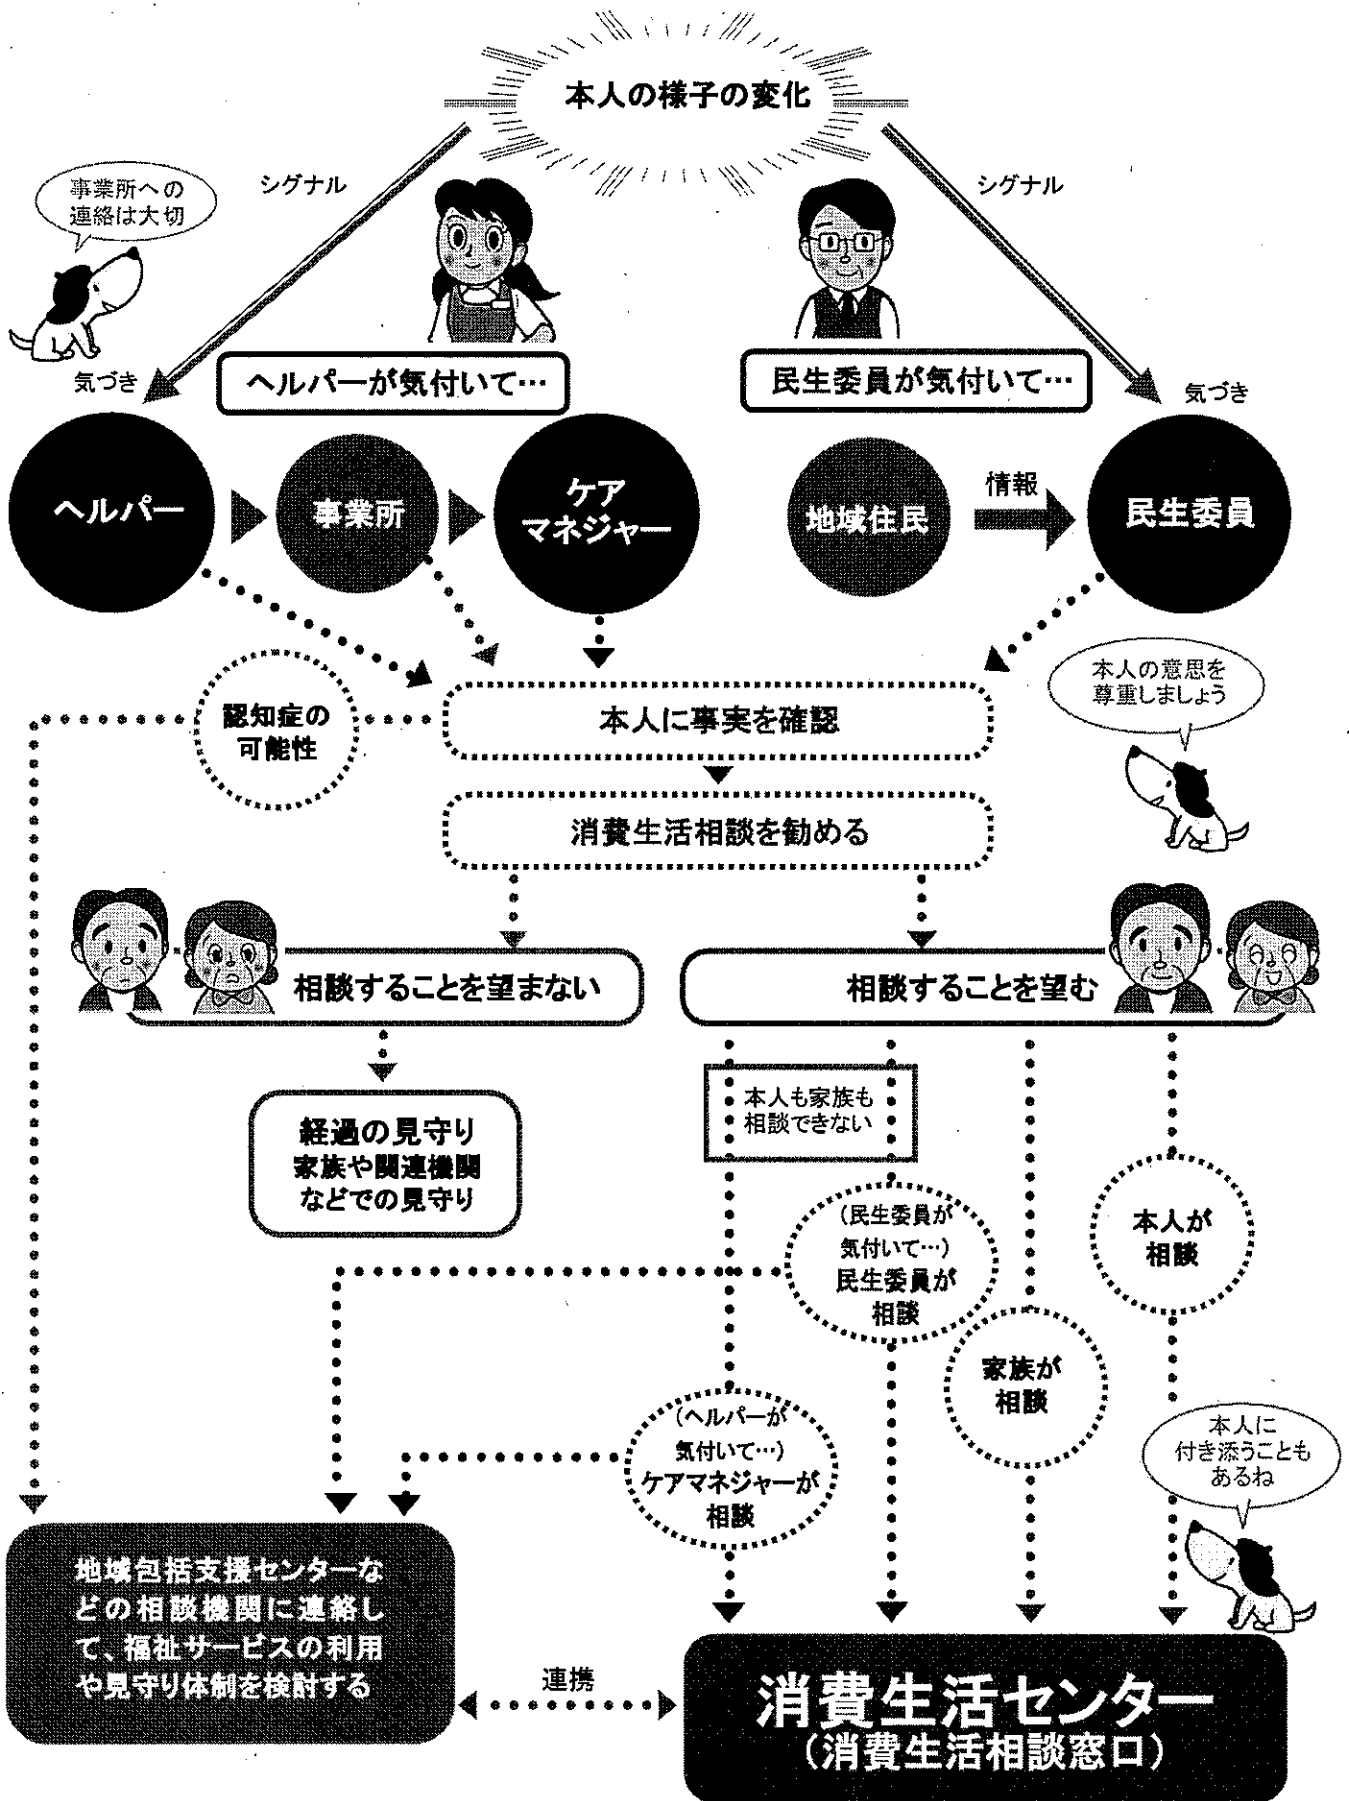 本人の様子の変化
シグナル
シグナル
事業所への
連絡は大切
気づき
ヘルパーが気付いて…
民生委員が気付いて…
気づき
ヘルパー
事業所
ケア
マネジャー
地域住民
情報
民生委員
認知症の
可能性
本人に事実を確認
本人の意思を
尊重しましょう
消費生活相談を勧める
相談することを望まない
相談することを望む
経過の見守り
家族や関連機関
などでの見守り
本人も家族も
相談できない
(民生委員が
気付いて…)
民生委員が
相談
本人が
相談
家族が
相談
(ヘルパーが
気付いて…)
ケアマネジャーが
相談
本人に
付き添うことも
あるね
地域包括支援センターな
どの相談機関に連絡し
て、福祉サービスの利用
や見守り体制を検討する
連携
消費生活センター
(消費生活相談窓口)